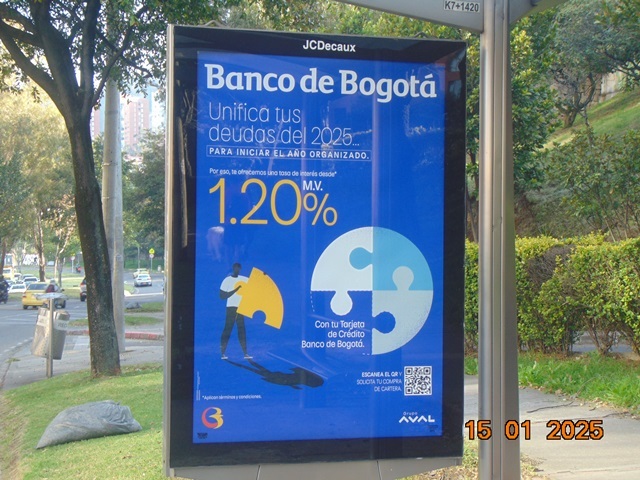 K7+1420
JCDecaux
Banco de Bogotá
Unifica tus
deudas del 2025...
PARA INICIAR EL AÑO ORGANIZADO.
Por eso, te ofrecemos una tasa de interés desde*
1.20% M.V.
Con tu Tarjeta
de Crédito
Banco de Bogotá.
ESCANEA EL QR Y
SOLICITA TU COMPRA
DE CARTERA.
*Aplican términos y condiciones.
Grupo
AVAL
15 01 2025